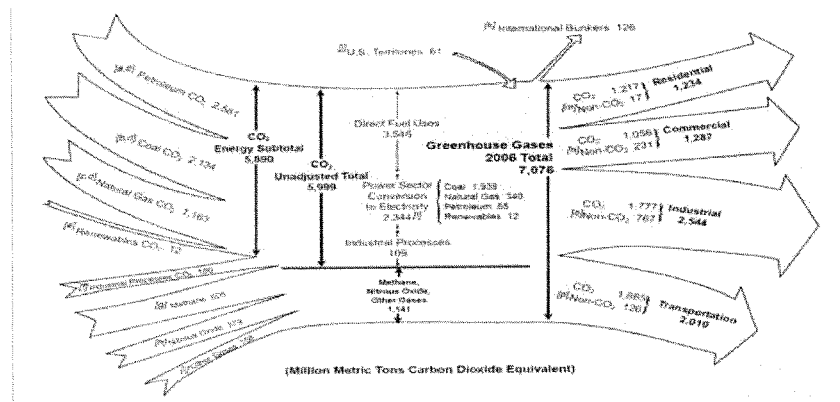 International Bunkers 126
U.S. Territories 61
Petroleum CO₂ 2,581
Coal CO₂ 2,134
Natural Gas CO₂ 1,163
Renewables CO₂ 12
Industrial Processes CO₂
Methane
Nitrous Oxide
CO₂
Energy Subtotal
5,890
CO₂
Unadjusted Total
5,999
Direct Fuel Uses
3,546
Power Sector
Conversion
to Electricity
2,344
Coal 1,938
Natural Gas 340
Petroleum 55
Renewables 12
Industrial Processes
109
Methane,
Nitrous Oxide,
Other Gases
1,141
Greenhouse Gases
2006 Total
7,076
CO₂ 1,217
Non-CO₂ 17
Residential
1,234
CO₂ 1,056
Non-CO₂ 231
Commercial
1,287
CO₂ 1,777
Non-CO₂ 767
Industrial
2,544
CO₂
Non-CO₂ 126
Transportation
(Million Metric Tons Carbon Dioxide Equivalent)